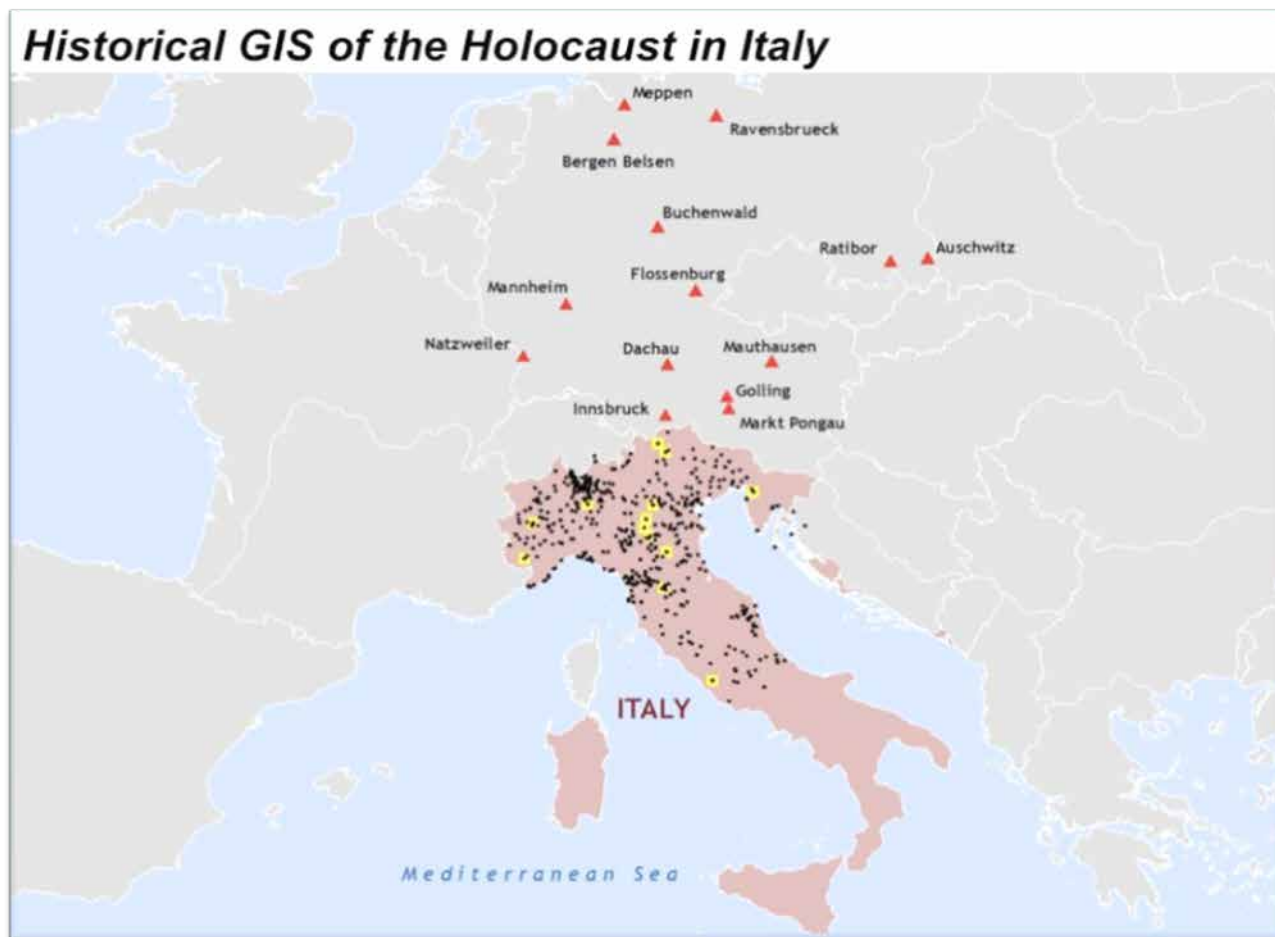 Historical GIS of the Holocaust in Italy
Meppen
Ravensbrueck
Bergen Belsen
Buchenwald
Ratibor
Auschwitz
Flossenburg
Mannheim
Natzweiler
Dachau
Mauthausen
Golling
Innsbruck
Markt Pongau
ITALY
Mediterranean Sea